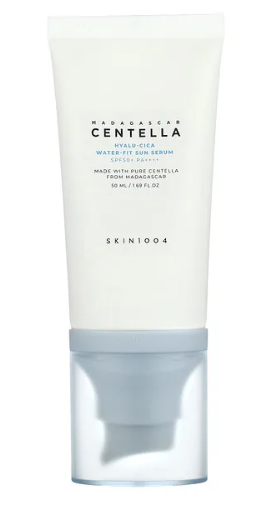 MADAGASCAR
CENTELLA
HYALU-CICA
WATER-FIT SUN SERUM
SPF50+ PA++++
MADE WITH PURE CENTELLA
FROM MADAGASCAR
50 ML / 1.69 FL.OZ
SKIN1004